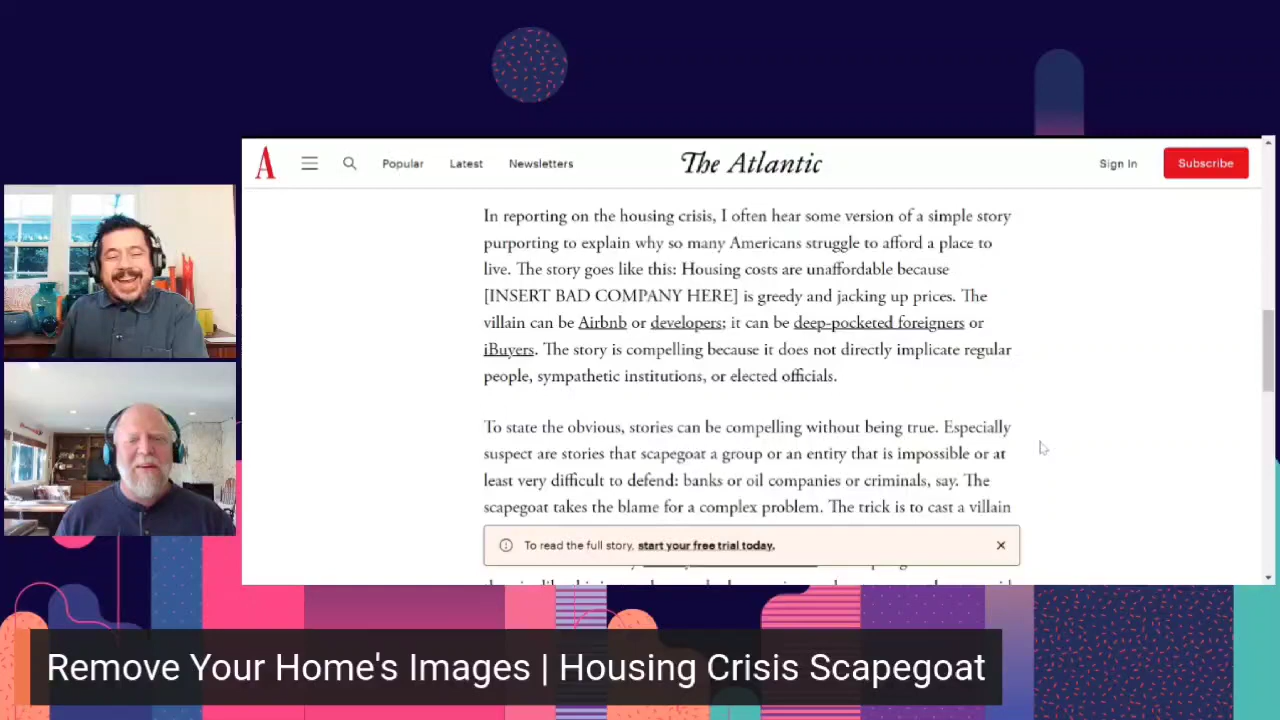 A
Popular
Latest
Newsletters
The Atlantic
Sign In
Subscribe
In reporting on the housing crisis, I often hear some version of a simple story
purporting to explain why so many Americans struggle to afford a place to
live. The story goes like this: Housing costs are unaffordable because
[INSERT BAD COMPANY HERE] is greedy and jacking up prices. The
villain can be Airbnb or developers; it can be deep-pocketed foreigners or
iBuyers. The story is compelling because it does not directly implicate regular
people, sympathetic institutions, or elected officials.
To state the obvious, stories can be compelling without being true. Especially
suspect are stories that scapegoat a group or an entity that is impossible or at
least very difficult to defend: banks or oil companies or criminals, say. The
scapegoat takes the blame for a complex problem. The trick is to cast a villain
To read the full story, start your free trial today.
Remove Your Home's Images | Housing Crisis Scapegoat